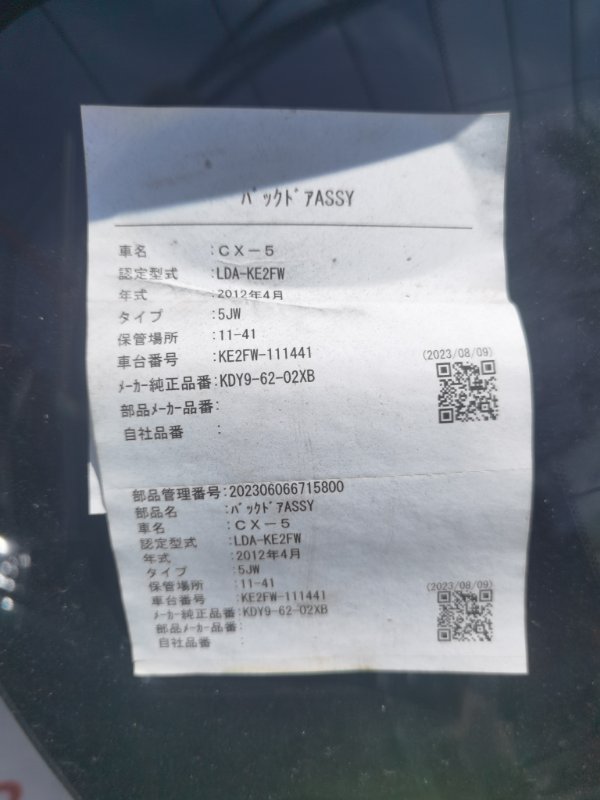 ﾊﾞｯｸﾄﾞｱASSY
車名 :ＣＸ－５
認定型式 :LDA-KE2FW
年式 :2012年4月
タイプ :5JW
保管場所 :11-41
車台番号 :KE2FW-111441
(2023/08/09)
ﾒｰｶｰ純正品番:KDY9-62-02XB
部品ﾒｰｶｰ品番:
自社品番 :
部品管理番号:202306066715800
部品名 :ﾊﾞｯｸﾄﾞｱASSY
車名 :ＣＸ－５
認定型式 :LDA-KE2FW
年式 :2012年4月
タイプ :5JW
保管場所 :11-41
車台番号 :KE2FW-111441
(2023/08/09)
ﾒｰｶｰ純正品番:KDY9-62-02XB
部品ﾒｰｶｰ品番:
自社品番 :